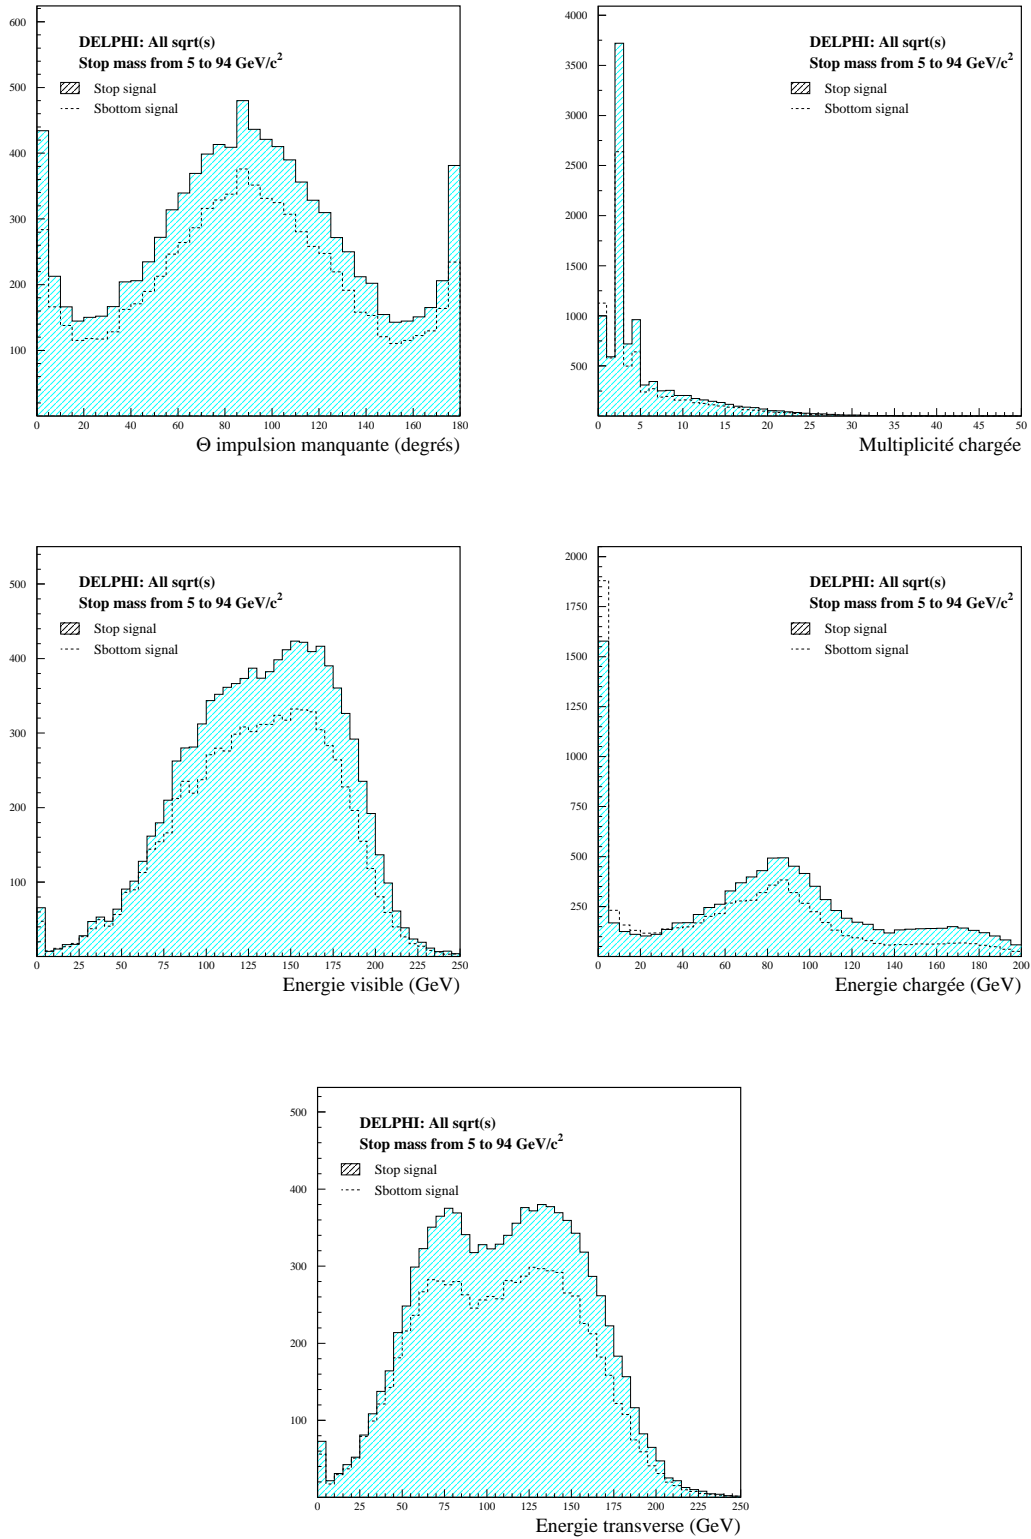 600
500
400
300
200
100
0 20 40 60 80 100 120 140 160 180
DELPHI: All sqrt(s)
Stop mass from 5 to 94 GeV/c²
Stop signal
Sbottom signal
Θ impulsion manquante (degrés)
4000
3500
3000
2500
2000
1500
1000
500
0 5 10 15 20 25 30 35 40 45 50
DELPHI: All sqrt(s)
Stop mass from 5 to 94 GeV/c²
Stop signal
Sbottom signal
Multiplicité chargée
500
400
300
200
100
0 25 50 75 100 125 150 175 200 225 250
DELPHI: All sqrt(s)
Stop mass from 5 to 94 GeV/c²
Stop signal
Sbottom signal
Energie visible (GeV)
2000
1750
1500
1250
1000
750
500
250
0 20 40 60 80 100 120 140 160 180 200
DELPHI: All sqrt(s)
Stop mass from 5 to 94 GeV/c²
Stop signal
Sbottom signal
Energie chargée (GeV)
500
400
300
200
100
0 25 50 75 100 125 150 175 200 225 250
DELPHI: All sqrt(s)
Stop mass from 5 to 94 GeV/c²
Stop signal
Sbottom signal
Energie transverse (GeV)